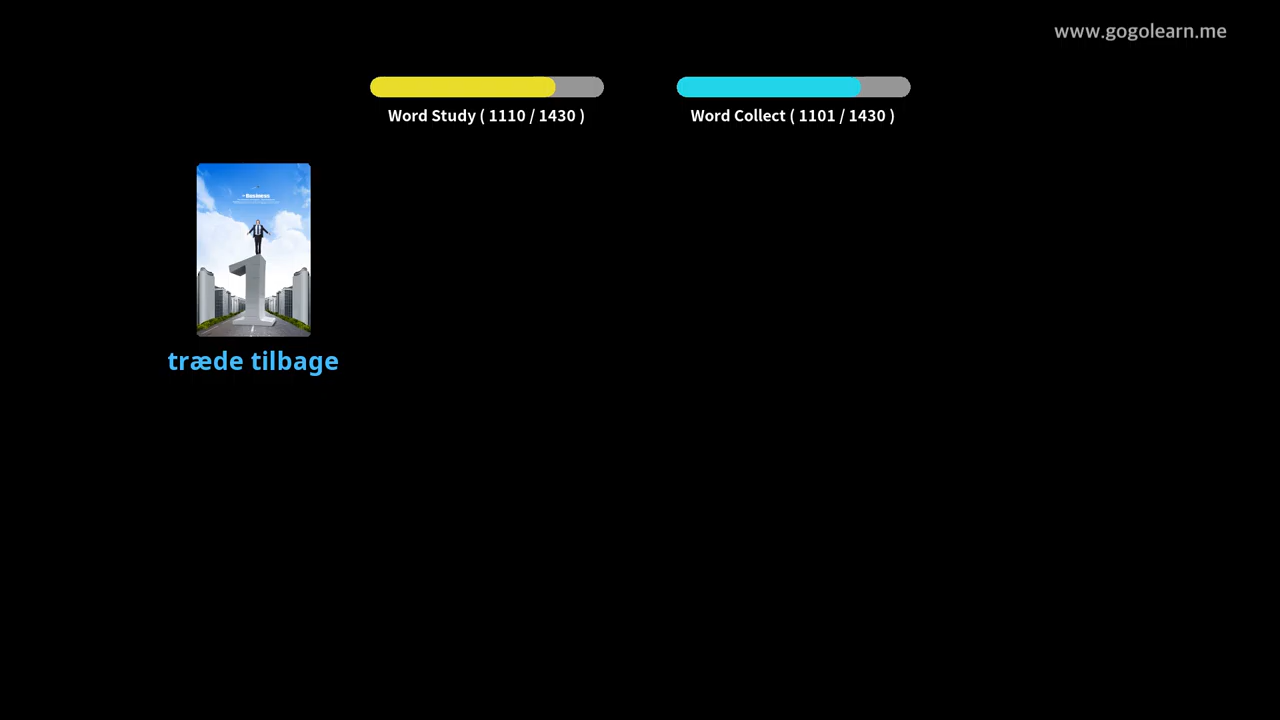 www.gogolearn.me
Word Study ( 1110 / 1430 )
Word Collect ( 1101 / 1430 )
Business
træde tilbage